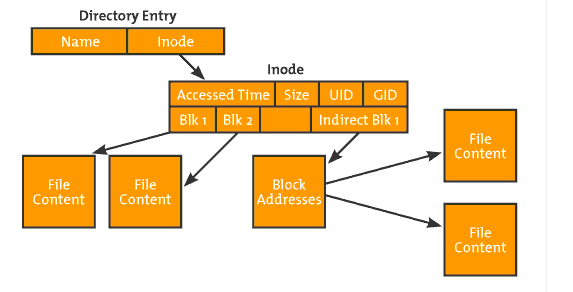 Directory Entry
Name Inode
Inode
Accessed Time Size UID GID
Blk 1 Blk 2 Indirect Blk 1
File
Content
File
Content
Block
Addresses
File
Content
File
Content